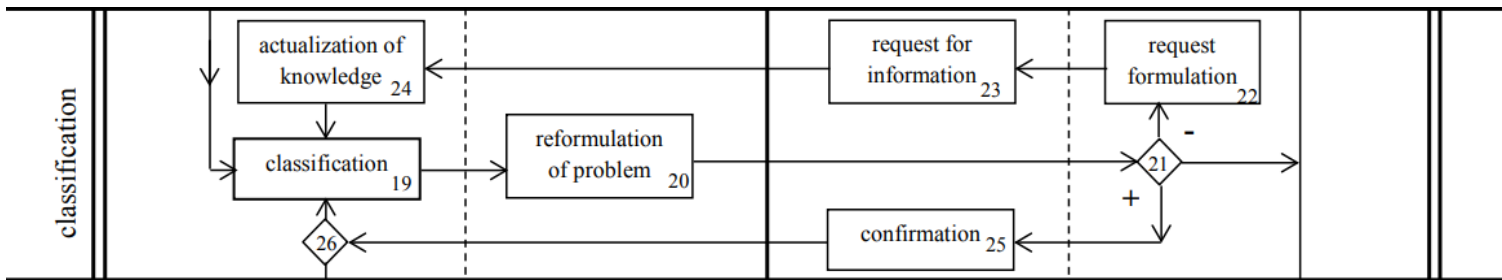 classification
actualization of
knowledge
24
request for
information
23
request
formulation
22
-
classification
19
reformulation
of problem
20
21
+
26
confirmation
25